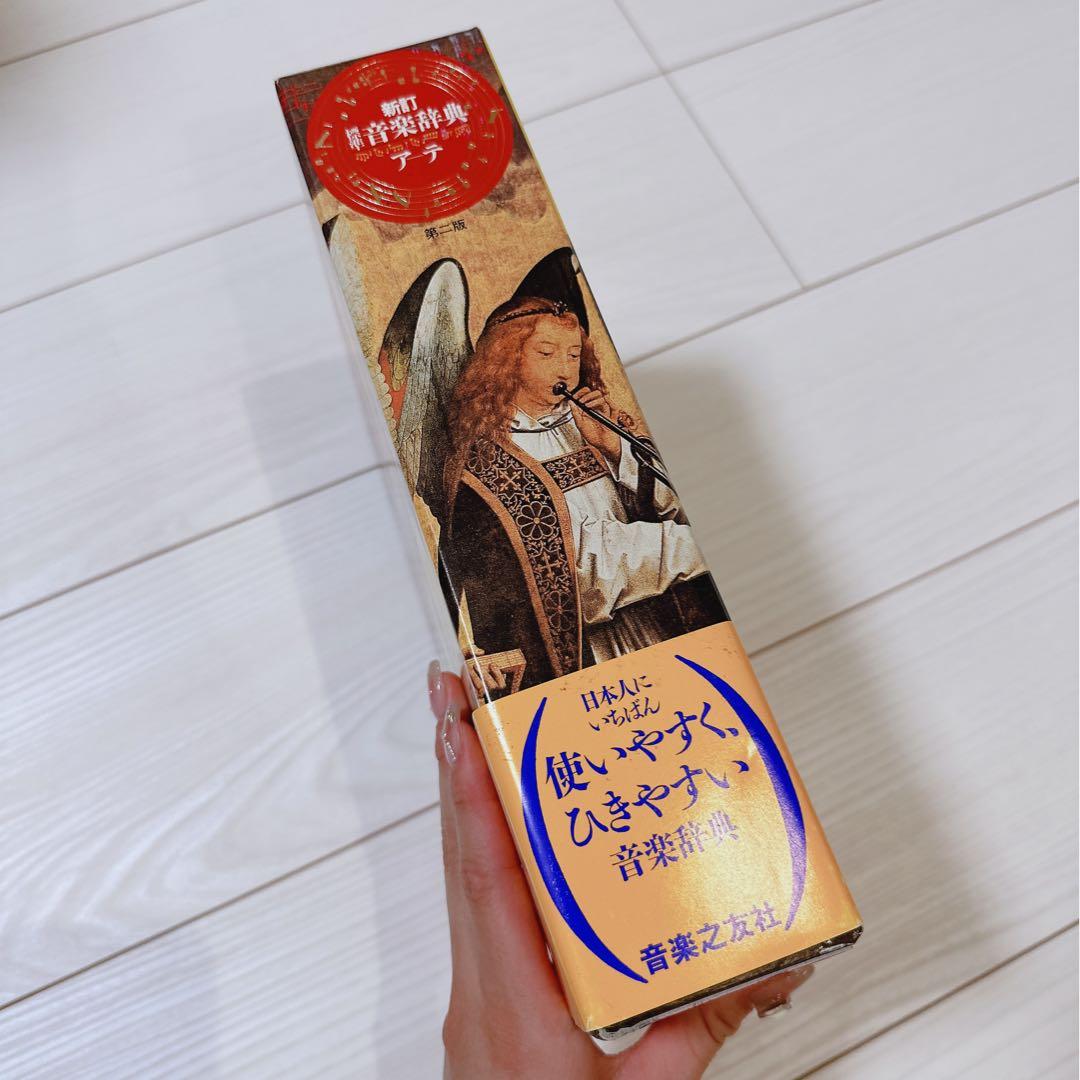 新訂
標準 音楽辞典
ア－テ
第二版
日本人に
いちばん
使いやすく、
ひきやすい
音楽辞典
音楽之友社